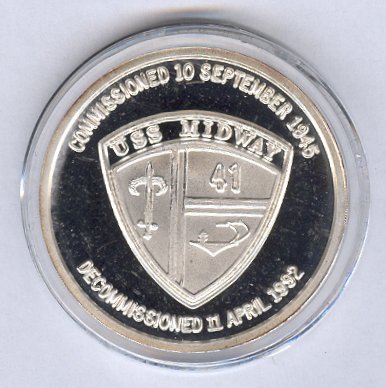 COMMISSIONED 10 SEPTEMBER 1945
USS MIDWAY
41
DECOMMISSIONED 11 APRIL 1992